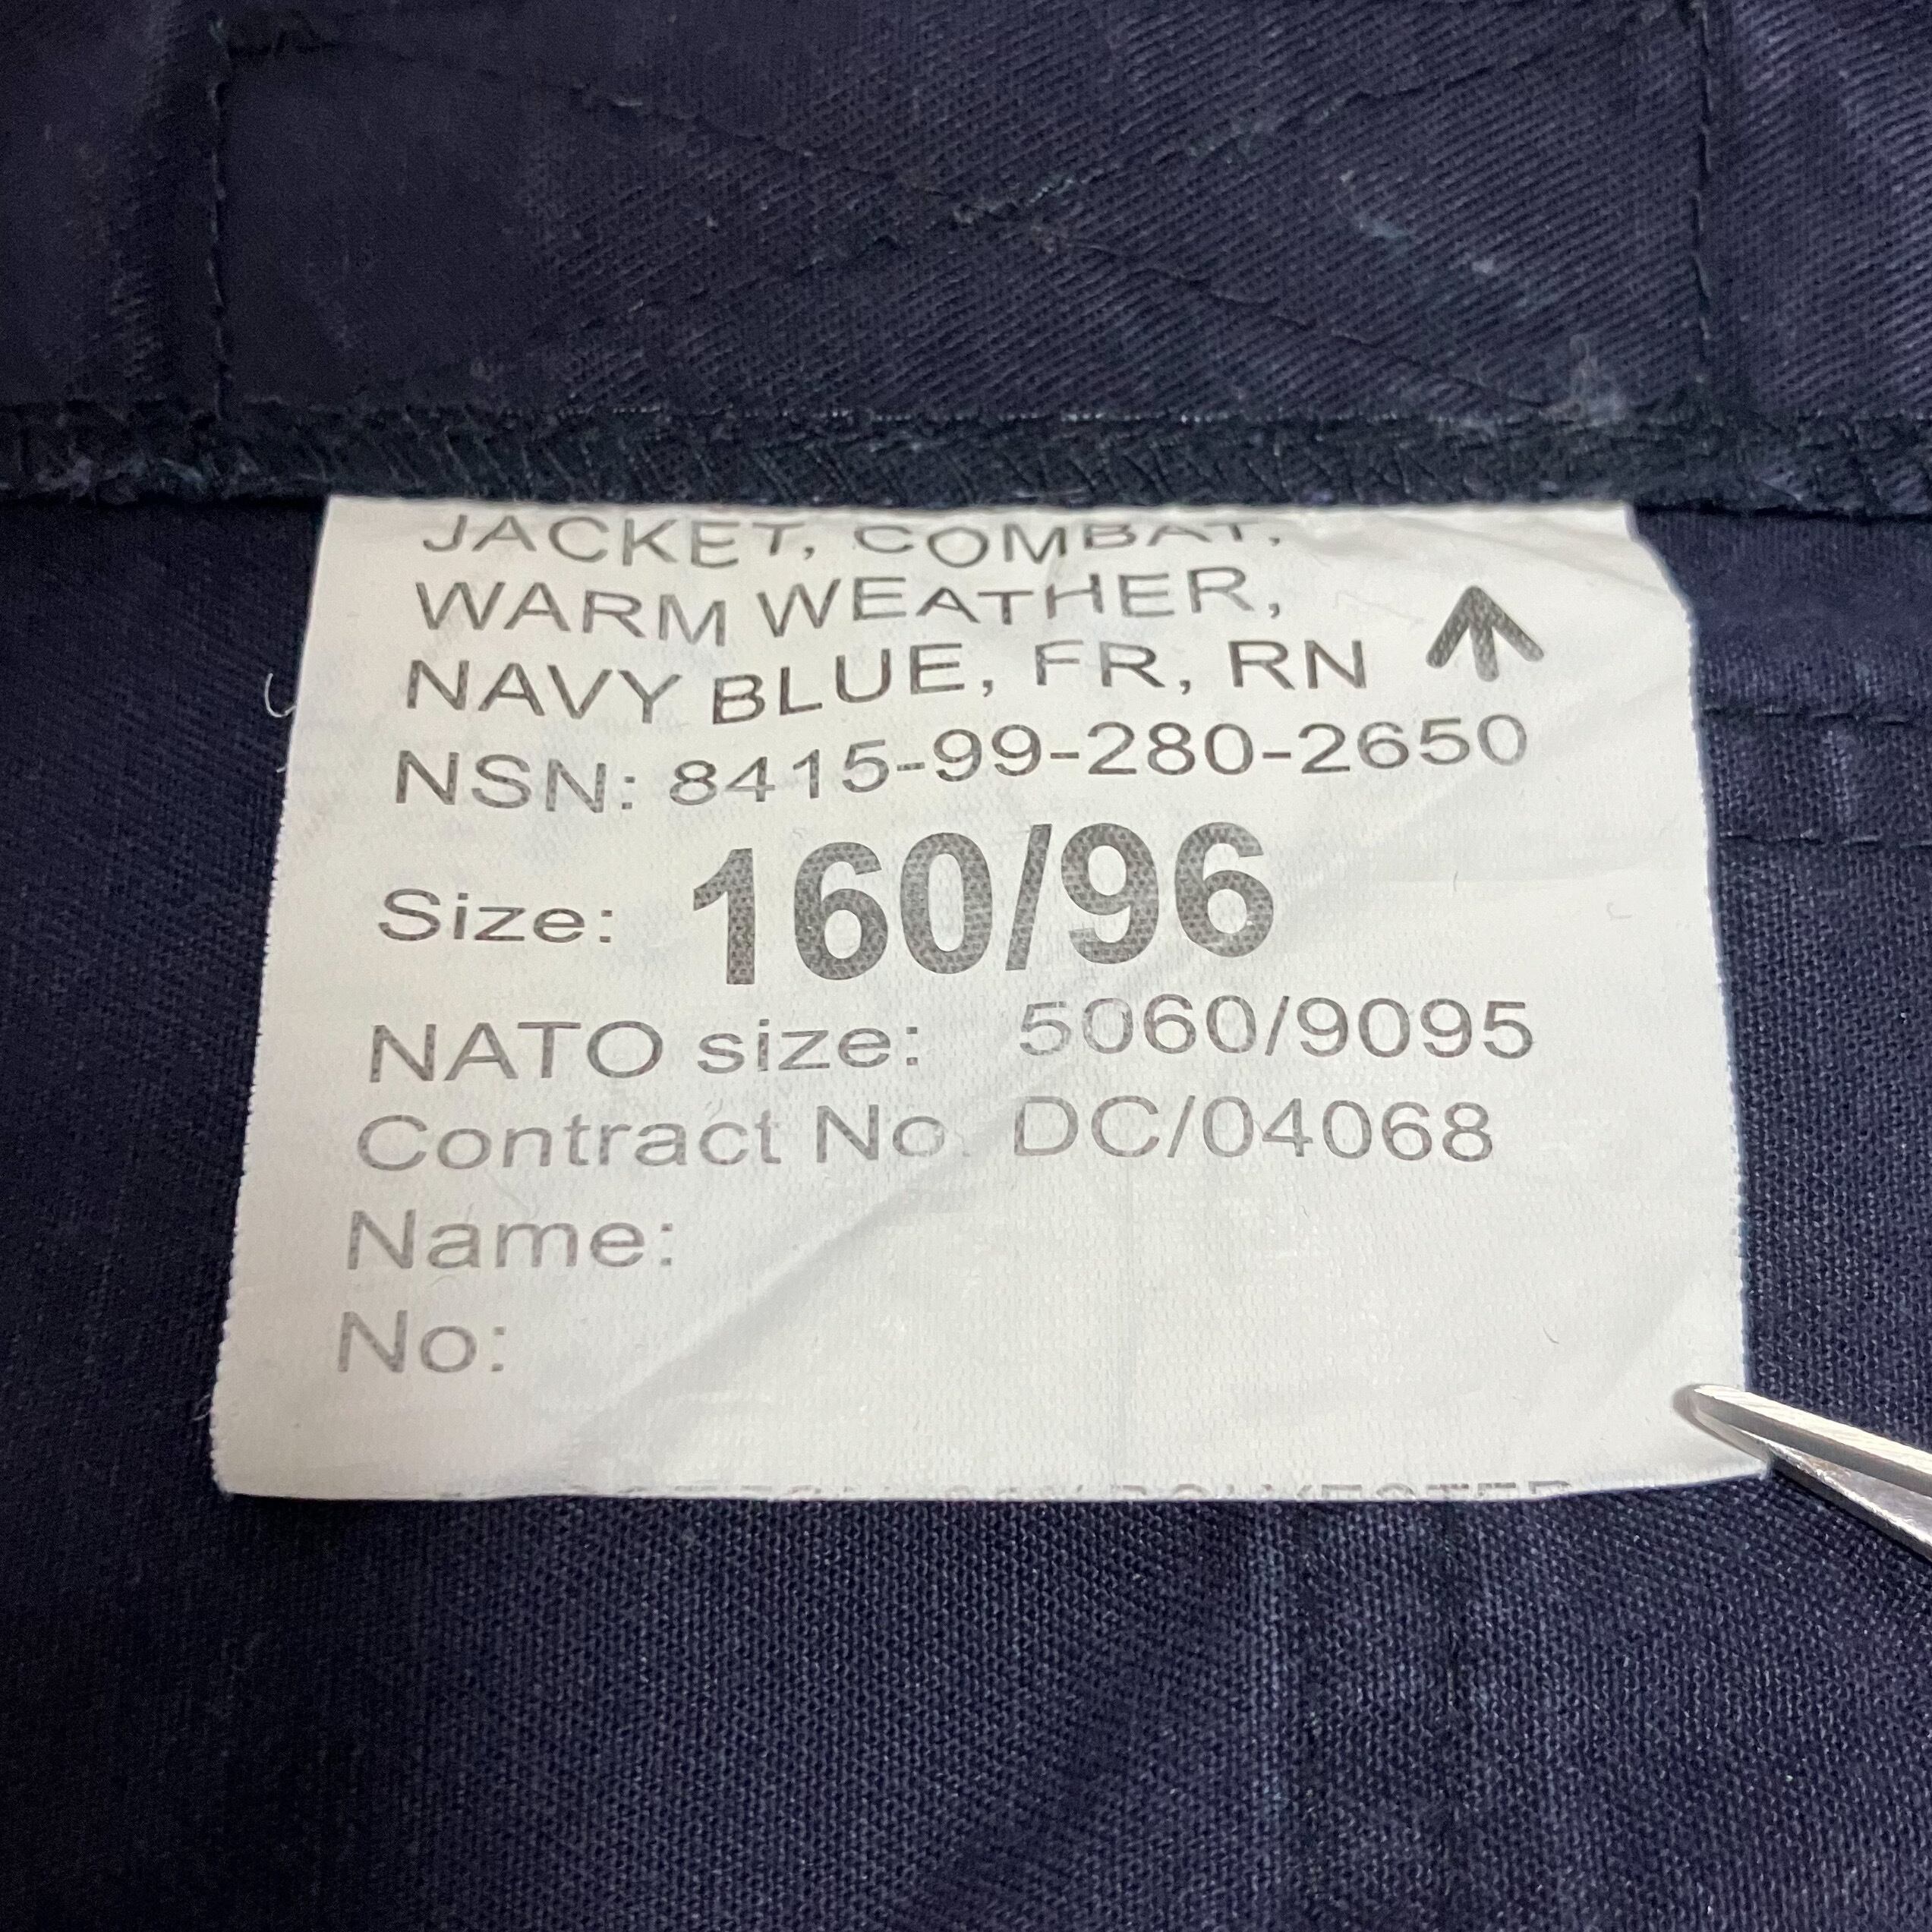 JACKET, COMBAT,
WARM WEATHER,
NAVY BLUE, FR, RN
NSN: 8415-99-280-2650
Size: 160/96
NATO size: 5060/9095
Contract No. DC/04068
Name:
No: